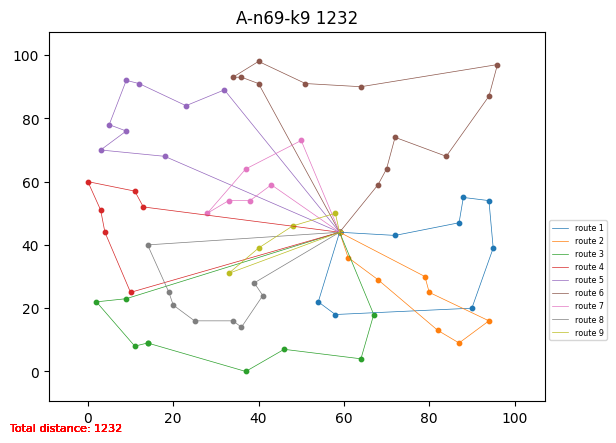 A-n69-k9 1232
100
80
60
40
20
0
0 20 40 60 80 100
route 1
route 2
route 3
route 4
route 5
route 6
route 7
route 8
route 9
Total distance: 1232